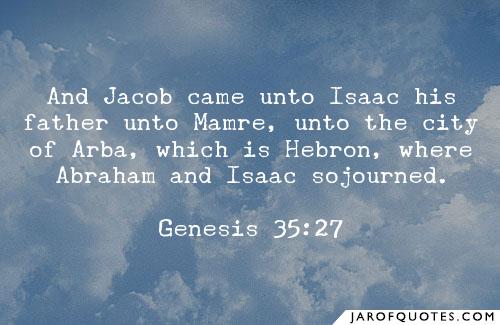 And Jacob came unto Isaac his
father unto Mamre, unto the city
of Arba, which is Hebron, where
Abraham and Isaac sojourned.
Genesis 35:27
JAROFQUOTES.COM